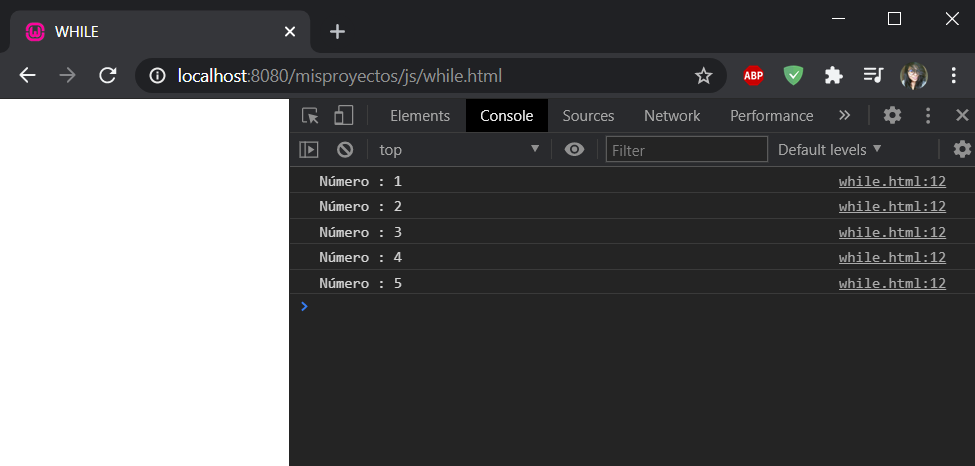 WHILE
localhost:8080/misproyectos/js/while.html
ABP
Elements Console Sources Network Performance
top Filter Default levels
Número : 1 while.html:12
Número : 2 while.html:12
Número : 3 while.html:12
Número : 4 while.html:12
Número : 5 while.html:12